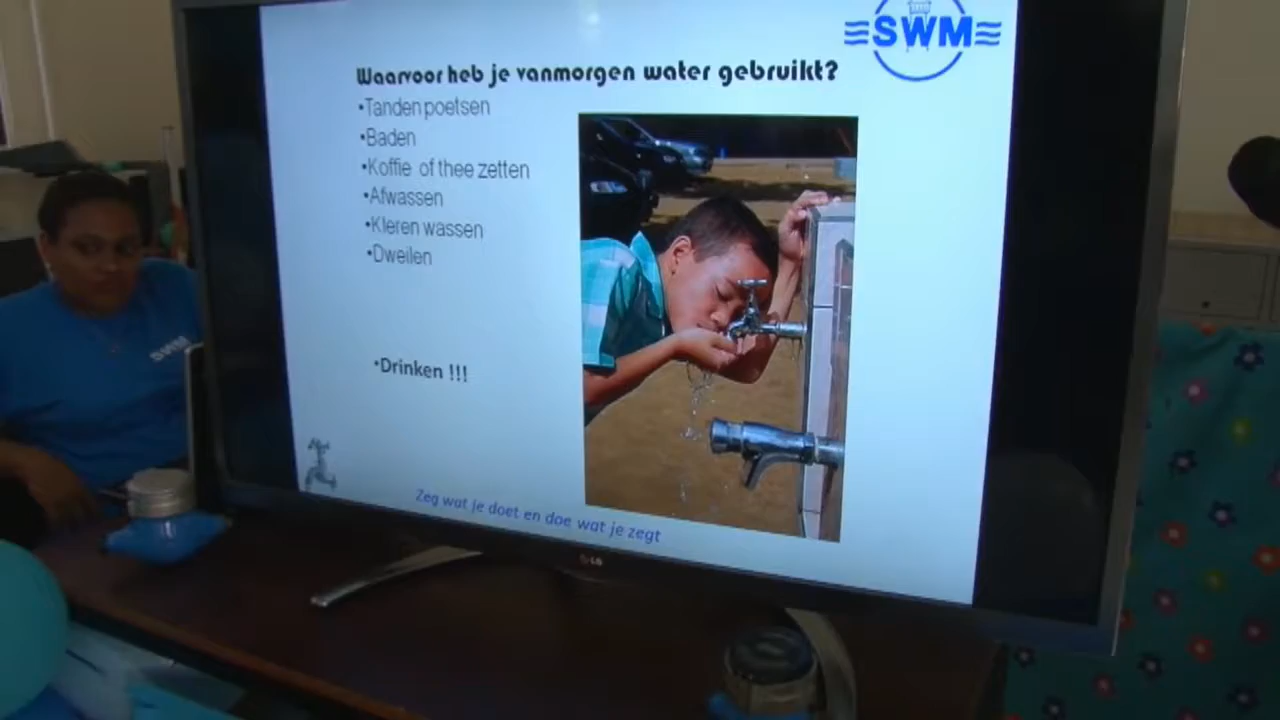 SWM
Waarvoor heb je vanmorgen water gebruikt?
•Tanden poetsen
•Baden
•Koffie of thee zetten
•Afwassen
•Kleren wassen
•Dweilen
•Drinken !!!
Zeg wat je doet en doe wat je zegt
LG
SWM